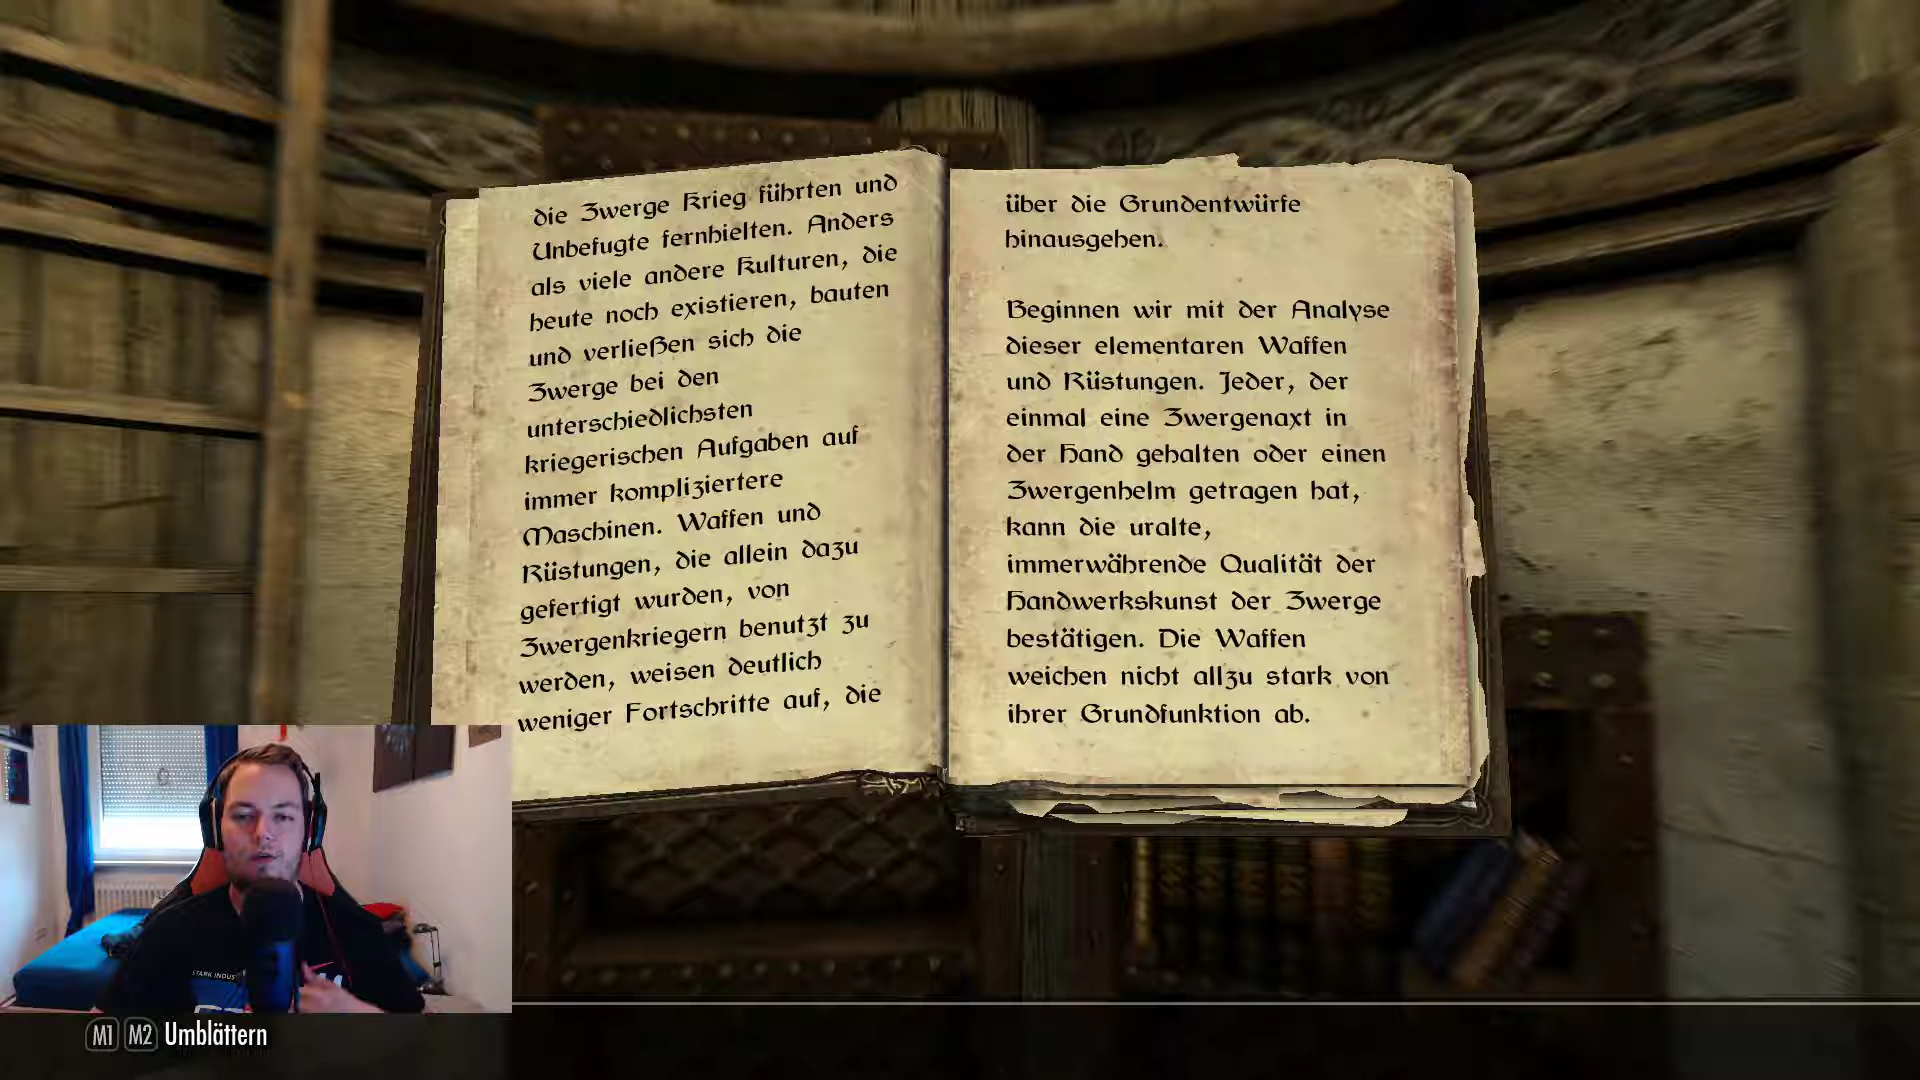 die Zwerge Krieg führten und
Unbefugte fernhielten. Anders
als viele andere Kulturen, die
heute noch existieren, bauten
und verließen sich die
Zwerge bei den
unterschiedlichsten
kriegerischen Aufgaben auf
immer kompliziertere
Maschinen. Waffen und
Rüstungen, die allein dazu
gefertigt wurden, von
Zwergenkriegern benutzt zu
werden, weisen deutlich
weniger Fortschritte auf, die
über die Grundentwürfe
hinausgehen.
Beginnen wir mit der Analyse
dieser elementaren Waffen
und Rüstungen. Jeder, der
einmal eine Zwergenaxt in
der Hand gehalten oder einen
Zwergenhelm getragen hat,
kann die uralte,
immerwährende Qualität der
Handwerkskunst der Zwerge
bestätigen. Die Waffen
weichen nicht allzu stark von
ihrer Grundfunktion ab.
STARK INDUS
M1 M2 Umblättern